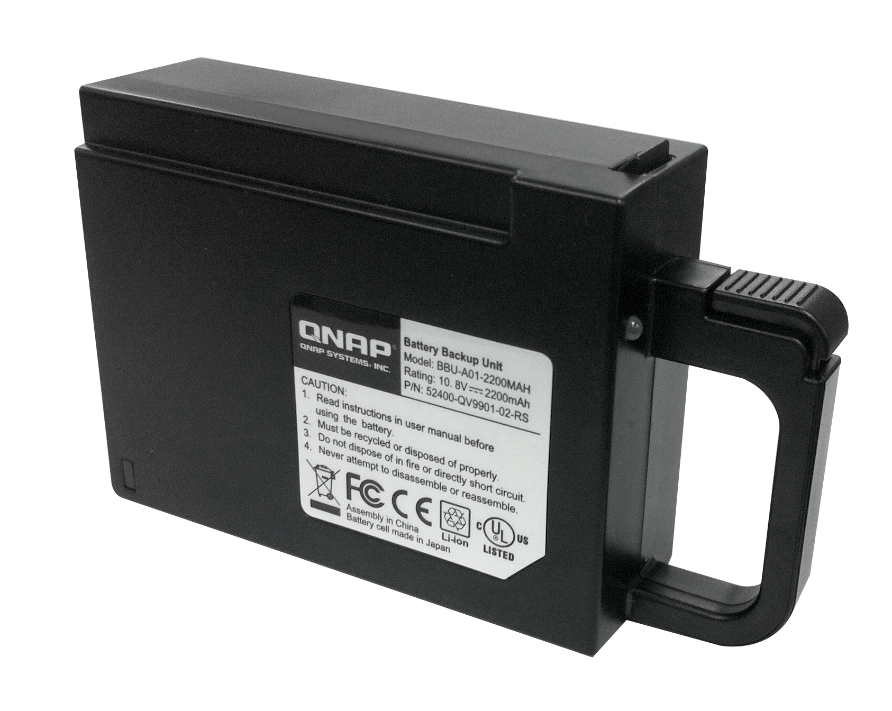 QNAP
QNAP SYSTEMS, INC.
Battery Backup Unit
Model: BBU-A01-2200MAH
Rating: 10. 8V⎓2200mAh
P/N: 52400-QV9901-02-RS
CAUTION:
1. Read instructions in user manual before
using the battery.
2. Must be recycled or disposed of properly.
3. Do not dispose of in fire or directly short circuit.
4. Never attempt to disassemble or reassemble.
FC CE Li-ion c UL US
LISTED
Assembly in China
Battery cell made in Japan